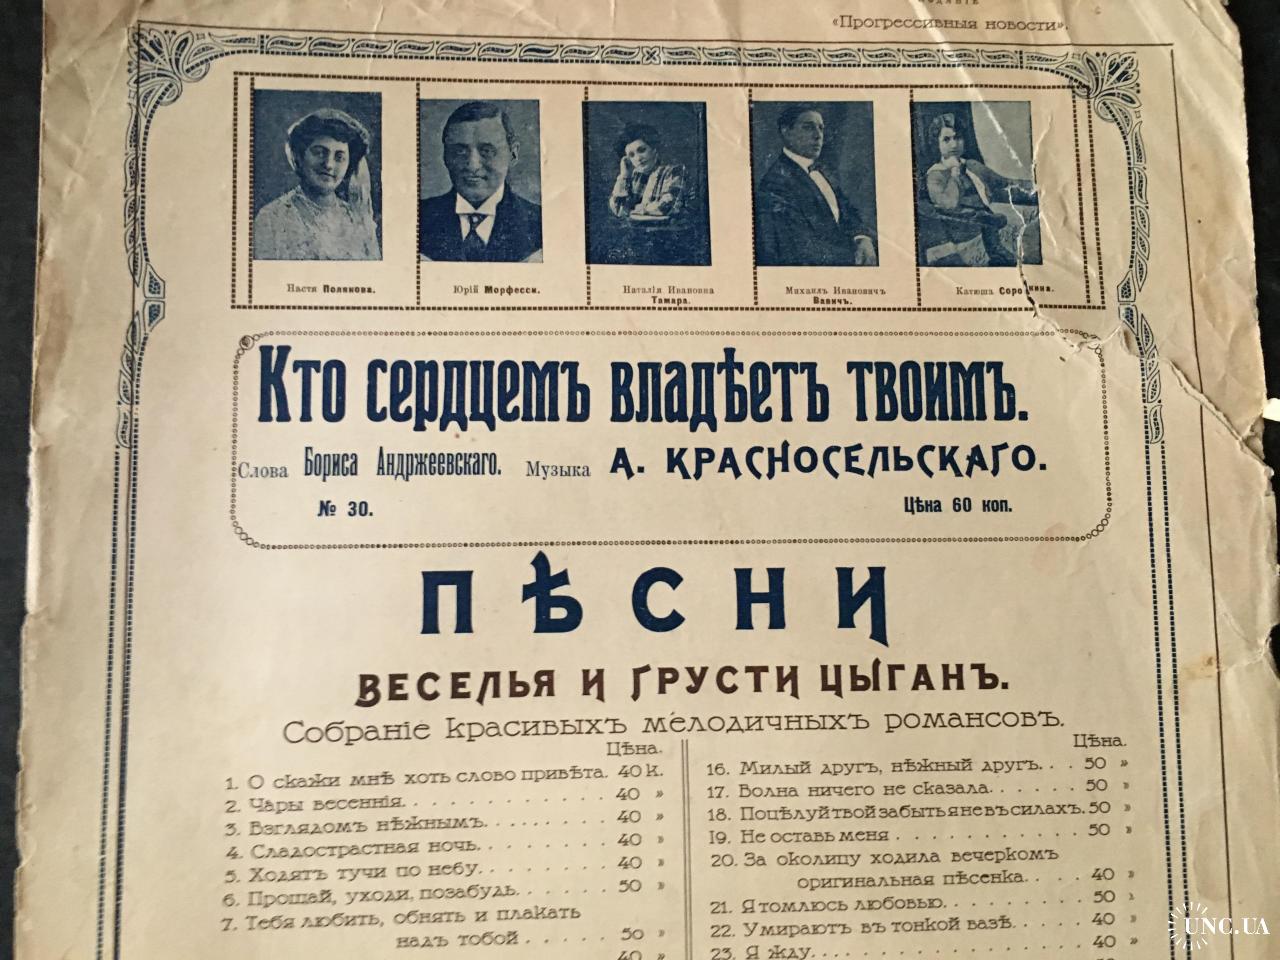 «Прогрессивныя новости».
Настя Полякова.
Юрій Морфесси.
Наталія Ивановна
Тамара.
Михаилъ Ивановичъ
Вавичъ.
Катюша Сорокина.
Кто сердцемъ владѣетъ твоимъ.
Слова Бориса Андржеевскаго. Музыка А. КРАСНОСЕЛЬСКАГО.
№ 30. Цѣна 60 коп.
ПѢСНИ
ВЕСЕЛЬЯ И ГРУСТИ ЦЫГАНЪ.
Собраніе красивыхъ мелодичныхъ романсовъ.
Цѣна.
1. О скажи мнѣ хоть слово привѣта. 40 к.
2. Чары весеннія. . . . . . . . . . . 40 »
3. Взглядомъ нѣжнымъ. . . . . . . . 40 »
4. Сладострастная ночь. . . . . . . . 40 »
5. Ходятъ тучи по небу. . . . . . . . 40 »
6. Прощай, уходи, позабудь. . . . . . 50 »
7. Тебя любить, обнять и плакать
надъ тобой . . . . . . 50 »
40 »
Цѣна.
16. Милый другъ, нѣжный другъ. . . 50 »
17. Волна ничего не сказала. . . . . . 50 »
18. Поцѣлуй твой забыть я не въ силахъ. 50 »
19. Не оставь меня . . . . . . . . . . 50 »
20. За околицу ходила вечеркомъ
оригинальная пѣсенка. . . . 40 »
21. Я томлюсь любовью. . . . . . . . 50 »
22. Умираютъ въ тонкой вазѣ. . . . . 40 »
23. Я жду. . . . . . . . . . . . . . . 40 »
UNC.UA